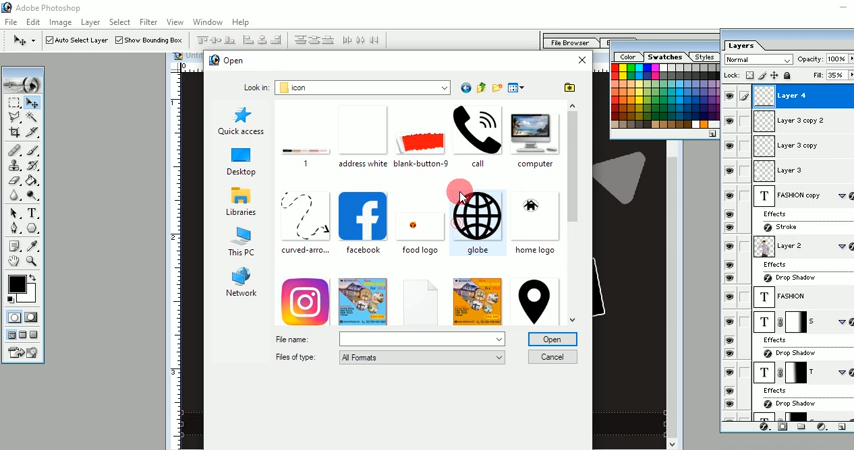 Adobe Photoshop
File Edit Image Layer Select Filter View Window Help
Auto Select Layer Show Bounding Box
File Browser
Open
Look in: icon
Quick access
Desktop
Libraries
This PC
Network
1 address white blank-button-9 call computer
curved-arro... facebook food logo globe home logo
File name: Open
Files of type: All Formats Cancel
Color Swatches Styles
Layers
Normal Opacity: 100%
Lock: Fill: 35%
Layer 4
Layer 3 copy 2
Layer 3 copy
Layer 3
T FASHION copy
Effects
Stroke
Layer 2
Effects
Drop Shadow
T FASHION
T S
Effects
Drop Shadow
T T
Effects
Drop Shadow
1
2
3
0